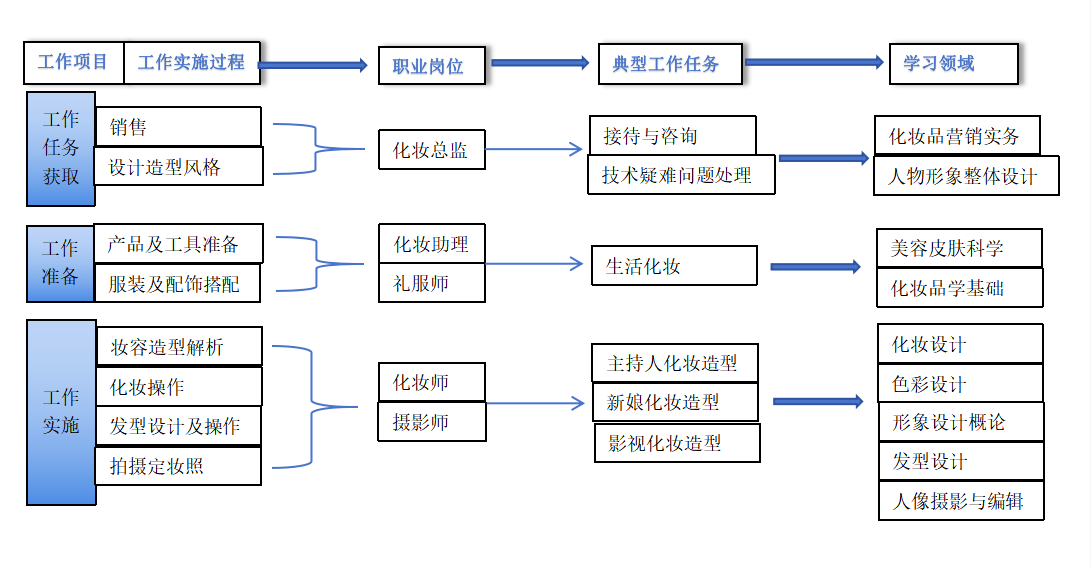 工作项目
工作实施过程
职业岗位
典型工作任务
学习领域
工作
任务
获取
销售
设计造型风格
化妆总监
接待与咨询
技术疑难问题处理
化妆品营销实务
人物形象整体设计
工作
准备
产品及工具准备
服装及配饰搭配
化妆助理
礼服师
生活化妆
美容皮肤科学
化妆品学基础
工作
实施
妆容造型解析
化妆操作
发型设计及操作
拍摄定妆照
化妆师
摄影师
主持人化妆造型
新娘化妆造型
影视化妆造型
化妆设计
色彩设计
形象设计概论
发型设计
人像摄影与编辑